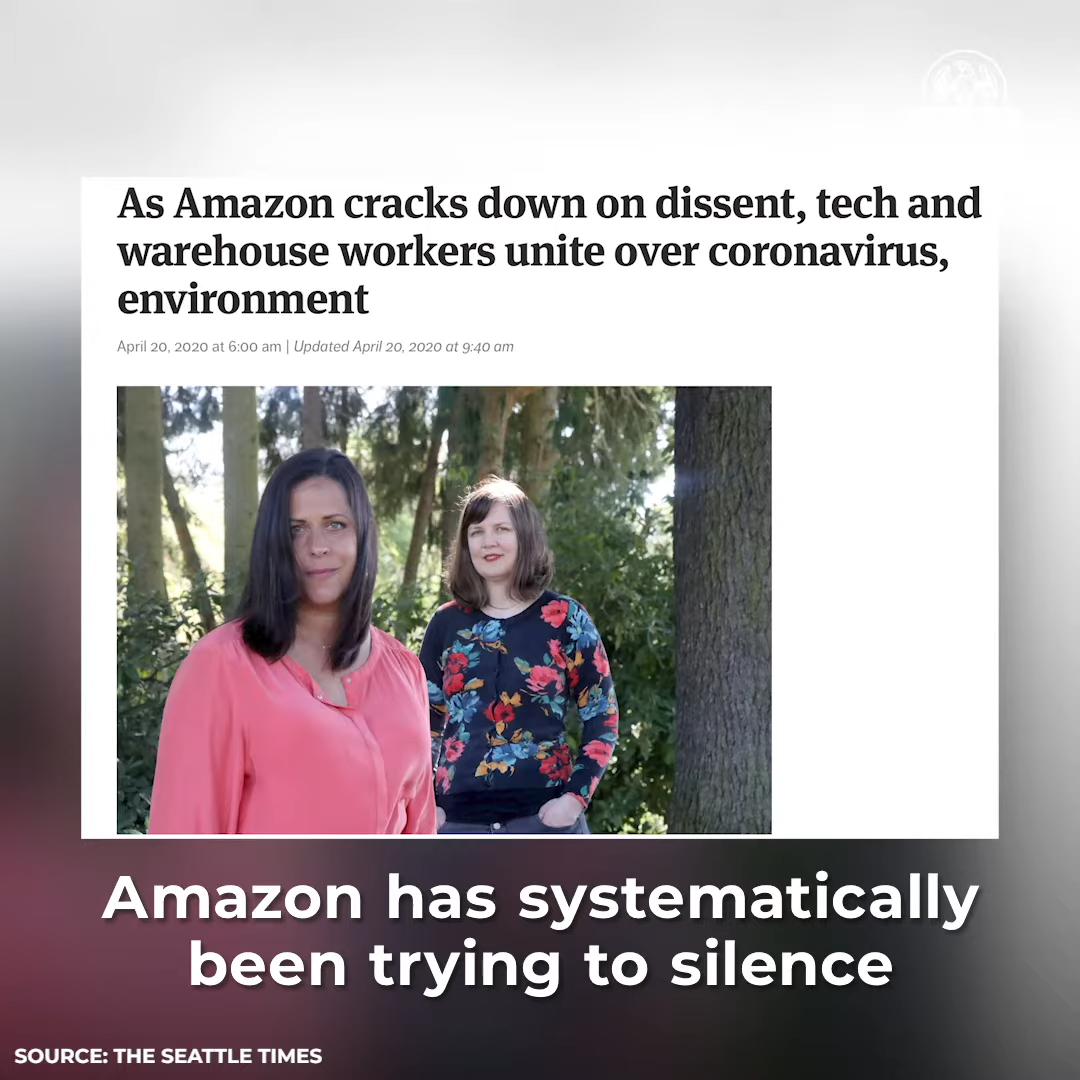 As Amazon cracks down on dissent, tech and
warehouse workers unite over coronavirus,
environment
April 20, 2020 at 6:00 am | Updated April 20, 2020 at 9:40 am
Amazon has systematically
been trying to silence
SOURCE: THE SEATTLE TIMES